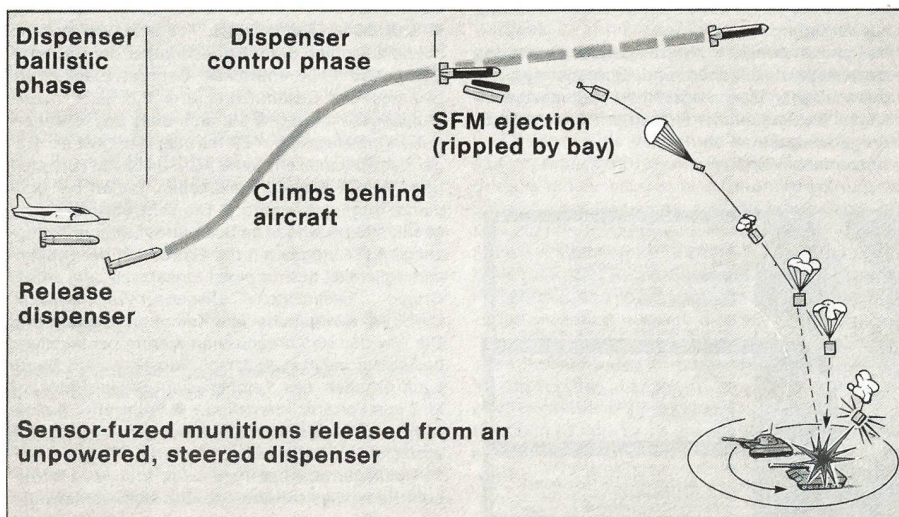 Dispenser
ballistic
phase
Dispenser
control phase
SFM ejection
(rippled by bay)
Climbs behind
aircraft
Release
dispenser
Sensor-fuzed munitions released from an
unpowered, steered dispenser